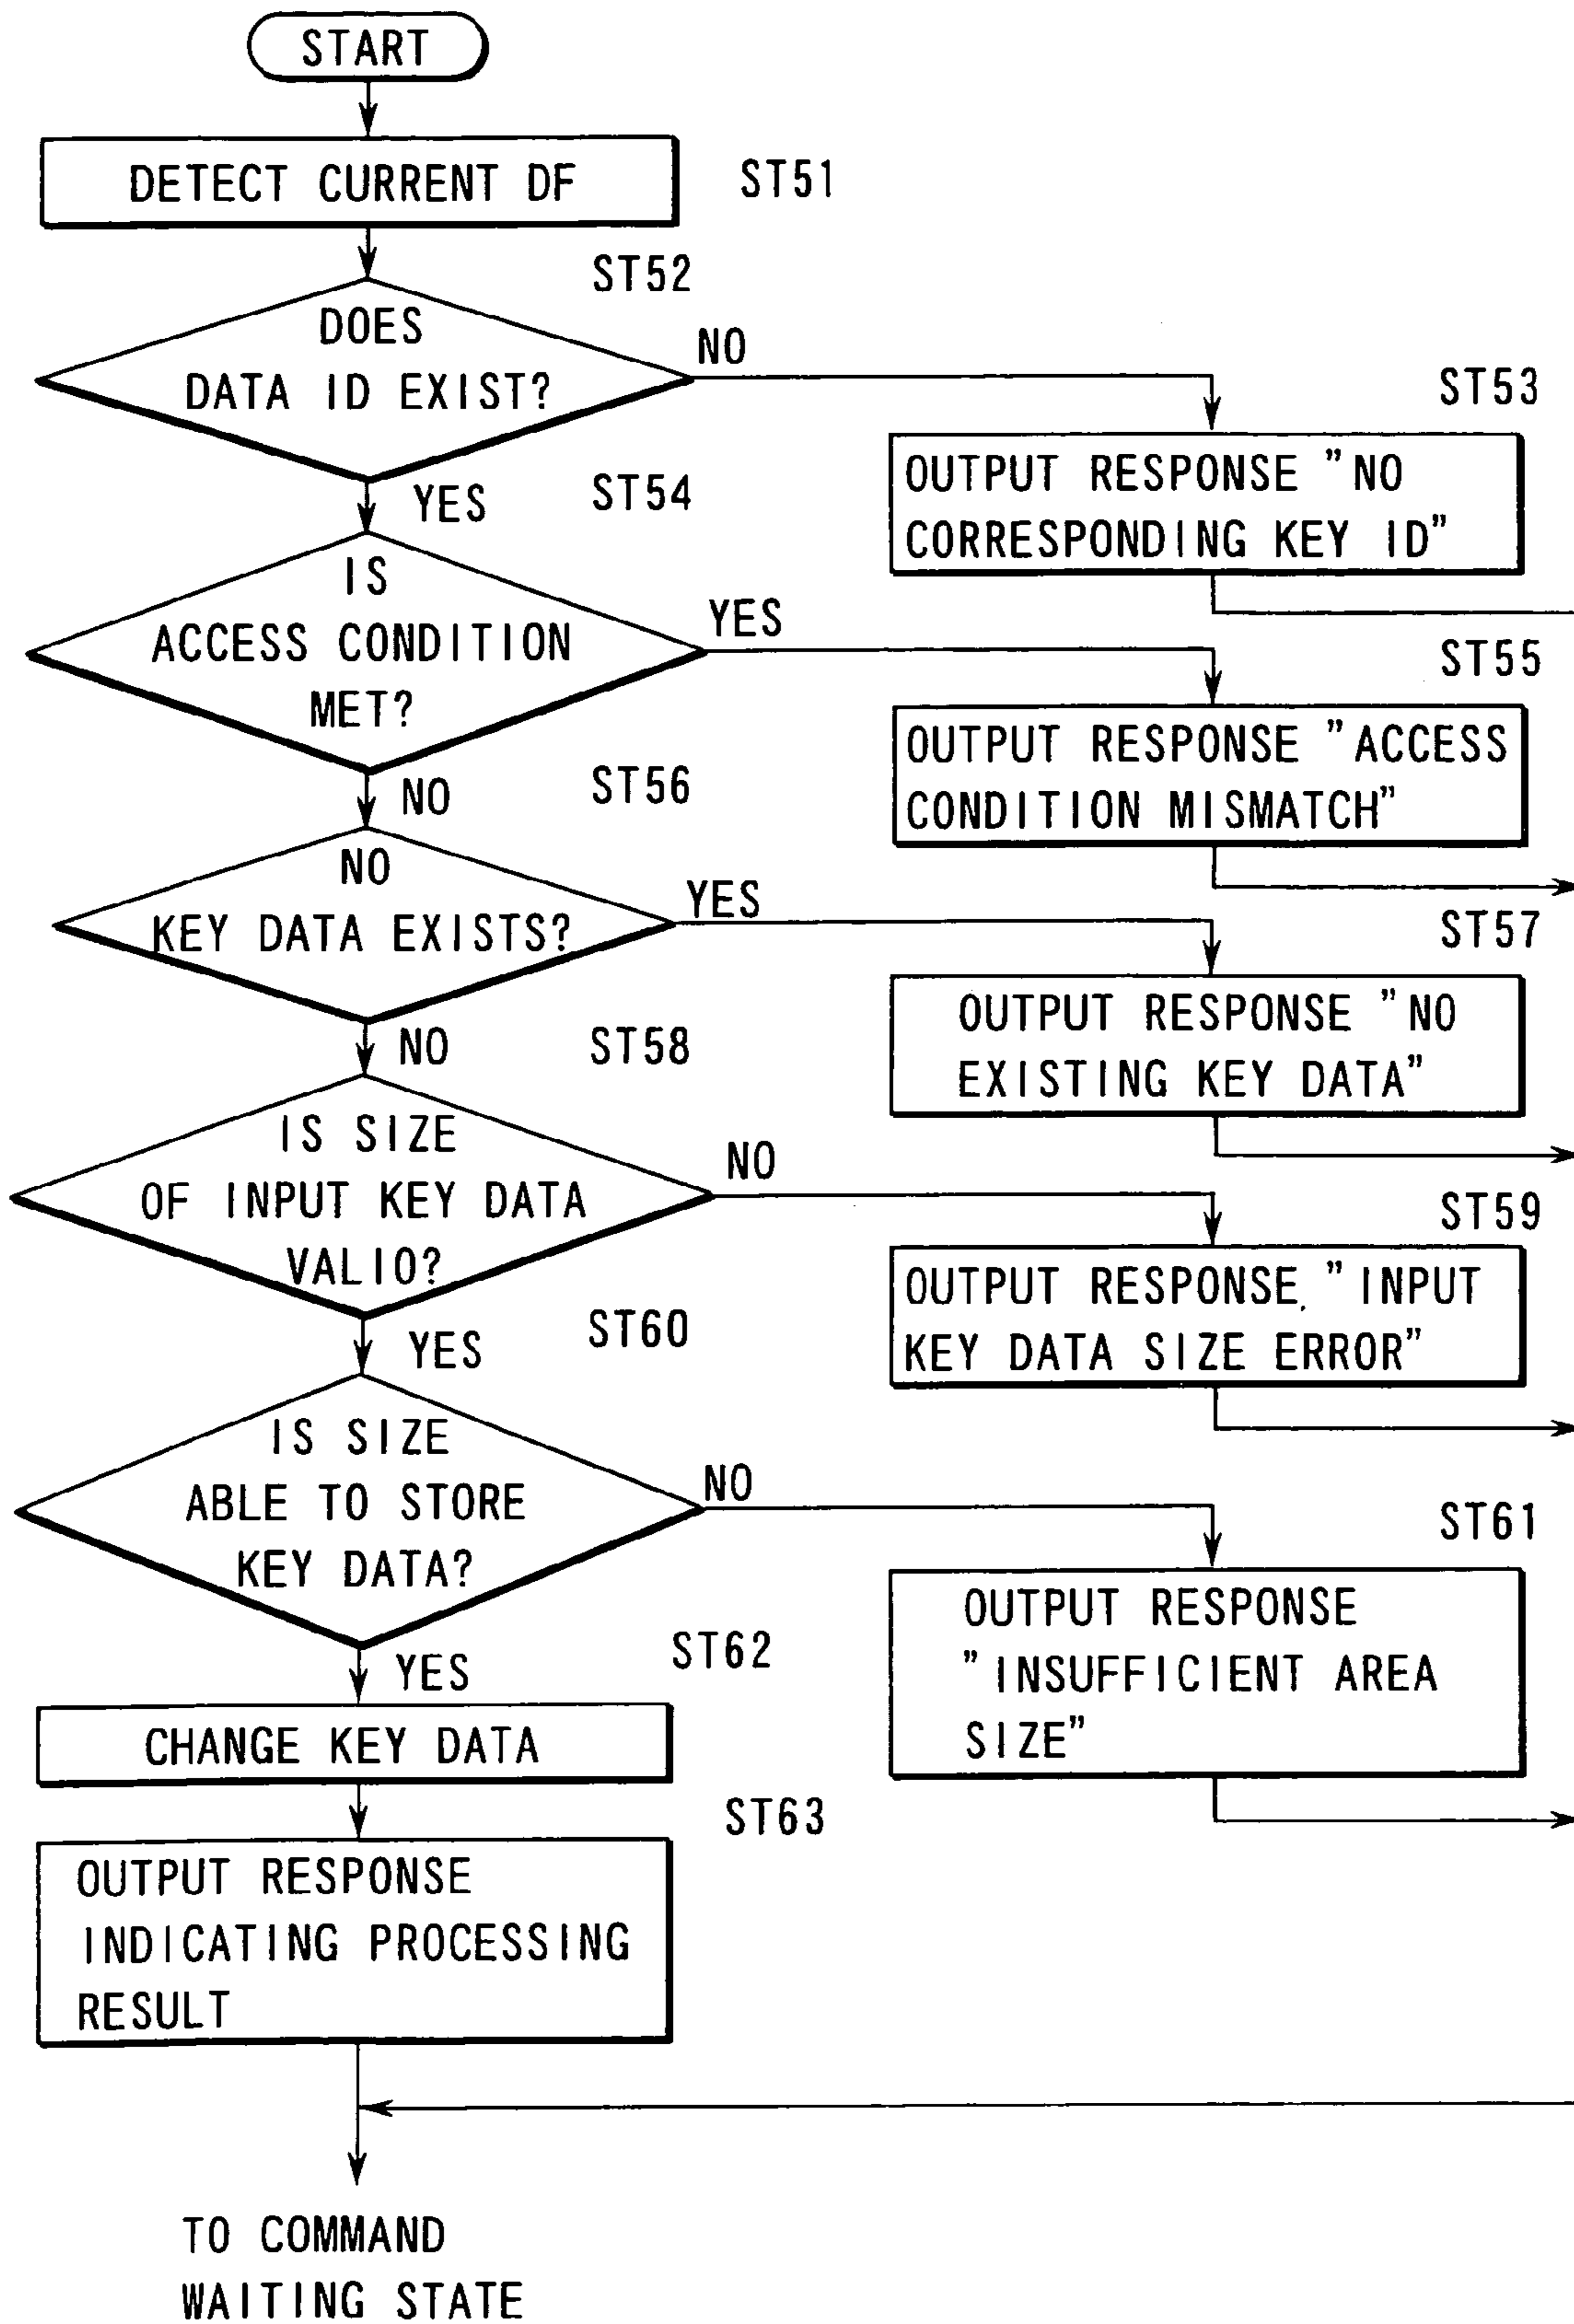 START
DETECT CURRENT DF
ST51
ST52
DOES
DATA ID EXIST?
NO
ST53
OUTPUT RESPONSE "NO
CORRESPONDING KEY ID"
YES
ST54
IS
ACCESS CONDITION
MET?
YES
ST55
OUTPUT RESPONSE "ACCESS
CONDITION MISMATCH"
NO
ST56
NO
KEY DATA EXISTS?
YES
ST57
OUTPUT RESPONSE "NO
EXISTING KEY DATA"
NO
ST58
IS SIZE
OF INPUT KEY DATA
VALIO?
NO
ST59
OUTPUT RESPONSE "INPUT
KEY DATA SIZE ERROR"
YES
ST60
IS SIZE
ABLE TO STORE
KEY DATA?
NO
ST61
OUTPUT RESPONSE
"INSUFFICIENT AREA
SIZE"
YES
ST62
CHANGE KEY DATA
ST63
OUTPUT RESPONSE
INDICATING PROCESSING
RESULT
TO COMMAND
WAITING STATE